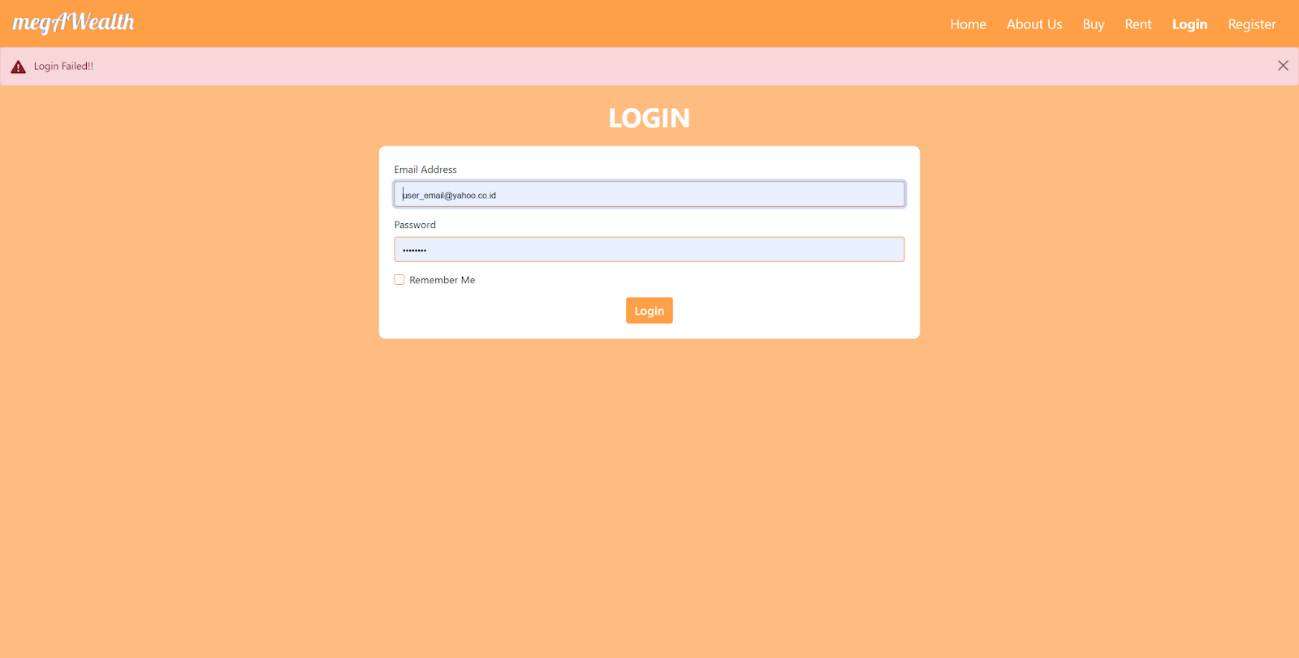 megAWealth
Home About Us Buy Rent Login Register
Login Failed!!
LOGIN
Email Address
user_email@yahoo.co.id
Password
••••••••
Remember Me
Login